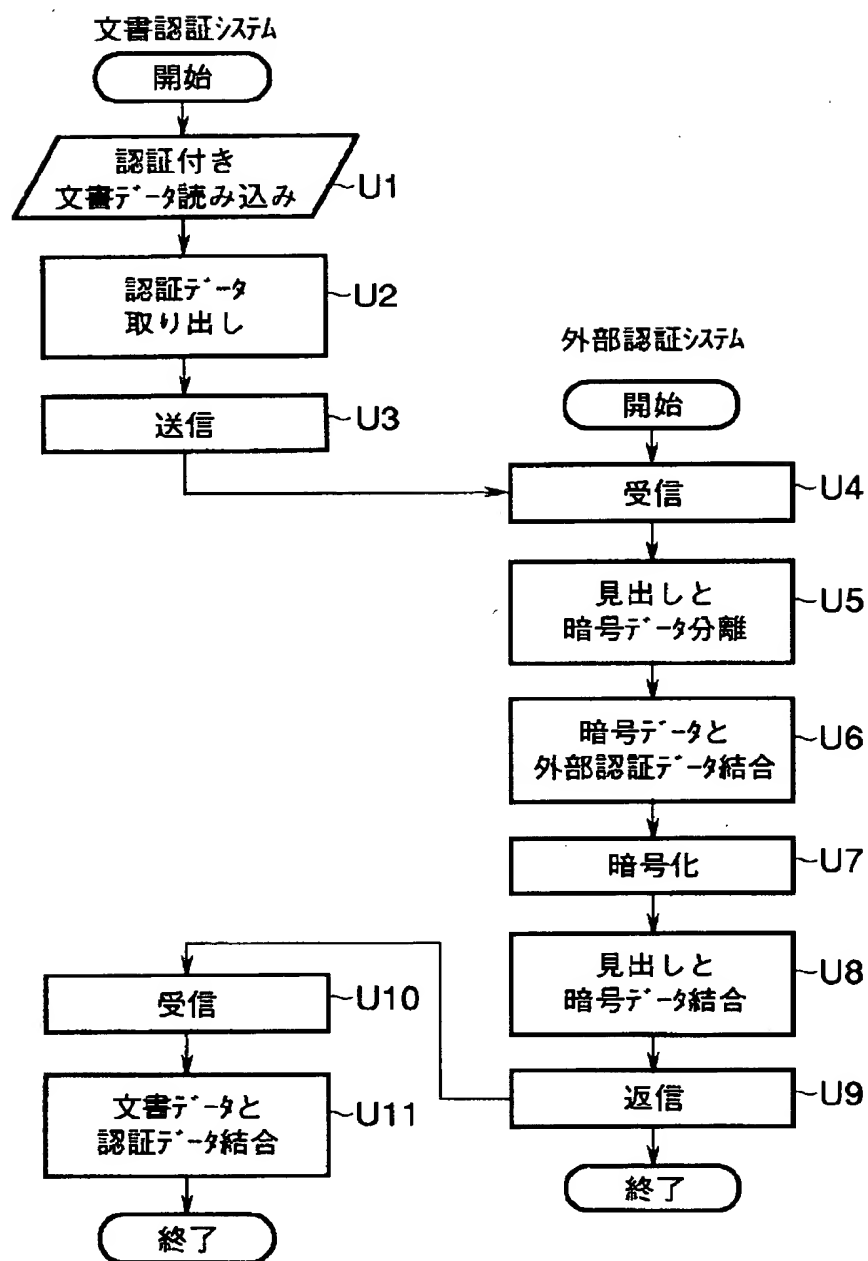 文書認証システム
開始
認証付き
文書データ読み込み
U1
認証データ
取り出し
U2
送信
U3
外部認証システム
開始
受信
U4
見出しと
暗号データ分離
U5
暗号データと
外部認証データ結合
U6
暗号化
U7
見出しと
暗号データ結合
U8
返信
U9
終了
受信
U10
文書データと
認証データ結合
U11
終了